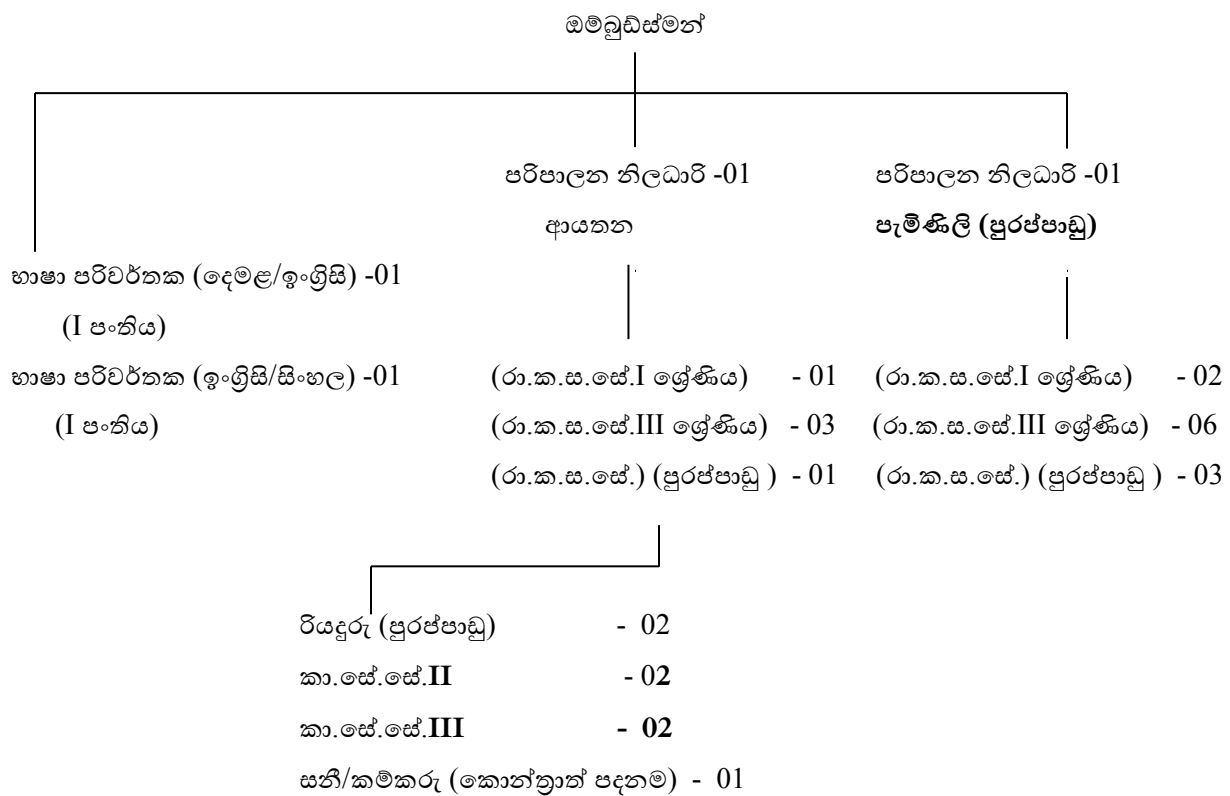 ඔම්බුඩ්ස්මන්
පරිපාලන නිලධාරි -01 පරිපාලන නිලධාරි -01
ආයතන පැමිණිලි (පුරප්පාඩු)
භාෂා පරිවර්තක (දෙමළ/ඉංග්‍රිසි) -01
(I පංතිය)
භාෂා පරිවර්තක (ඉංග්‍රිසි/සිංහල) -01 (රා.ක.ස.සේ.I ශ්‍රේණිය) - 01 (රා.ක.ස.සේ.I ශ්‍රේණිය) - 02
(I පංතිය) (රා.ක.ස.සේ.III ශ්‍රේණිය) - 03 (රා.ක.ස.සේ.III ශ්‍රේණිය) - 06
(රා.ක.ස.සේ.) (පුරප්පාඩු ) - 01 (රා.ක.ස.සේ.) (පුරප්පාඩු ) - 03
රියදුරු (පුරප්පාඩු) - 02
කා.සේ.සේ.II - 02
කා.සේ.සේ.III - 02
සනී/කම්කරු (කොන්ත්‍රාත් පදනම) - 01